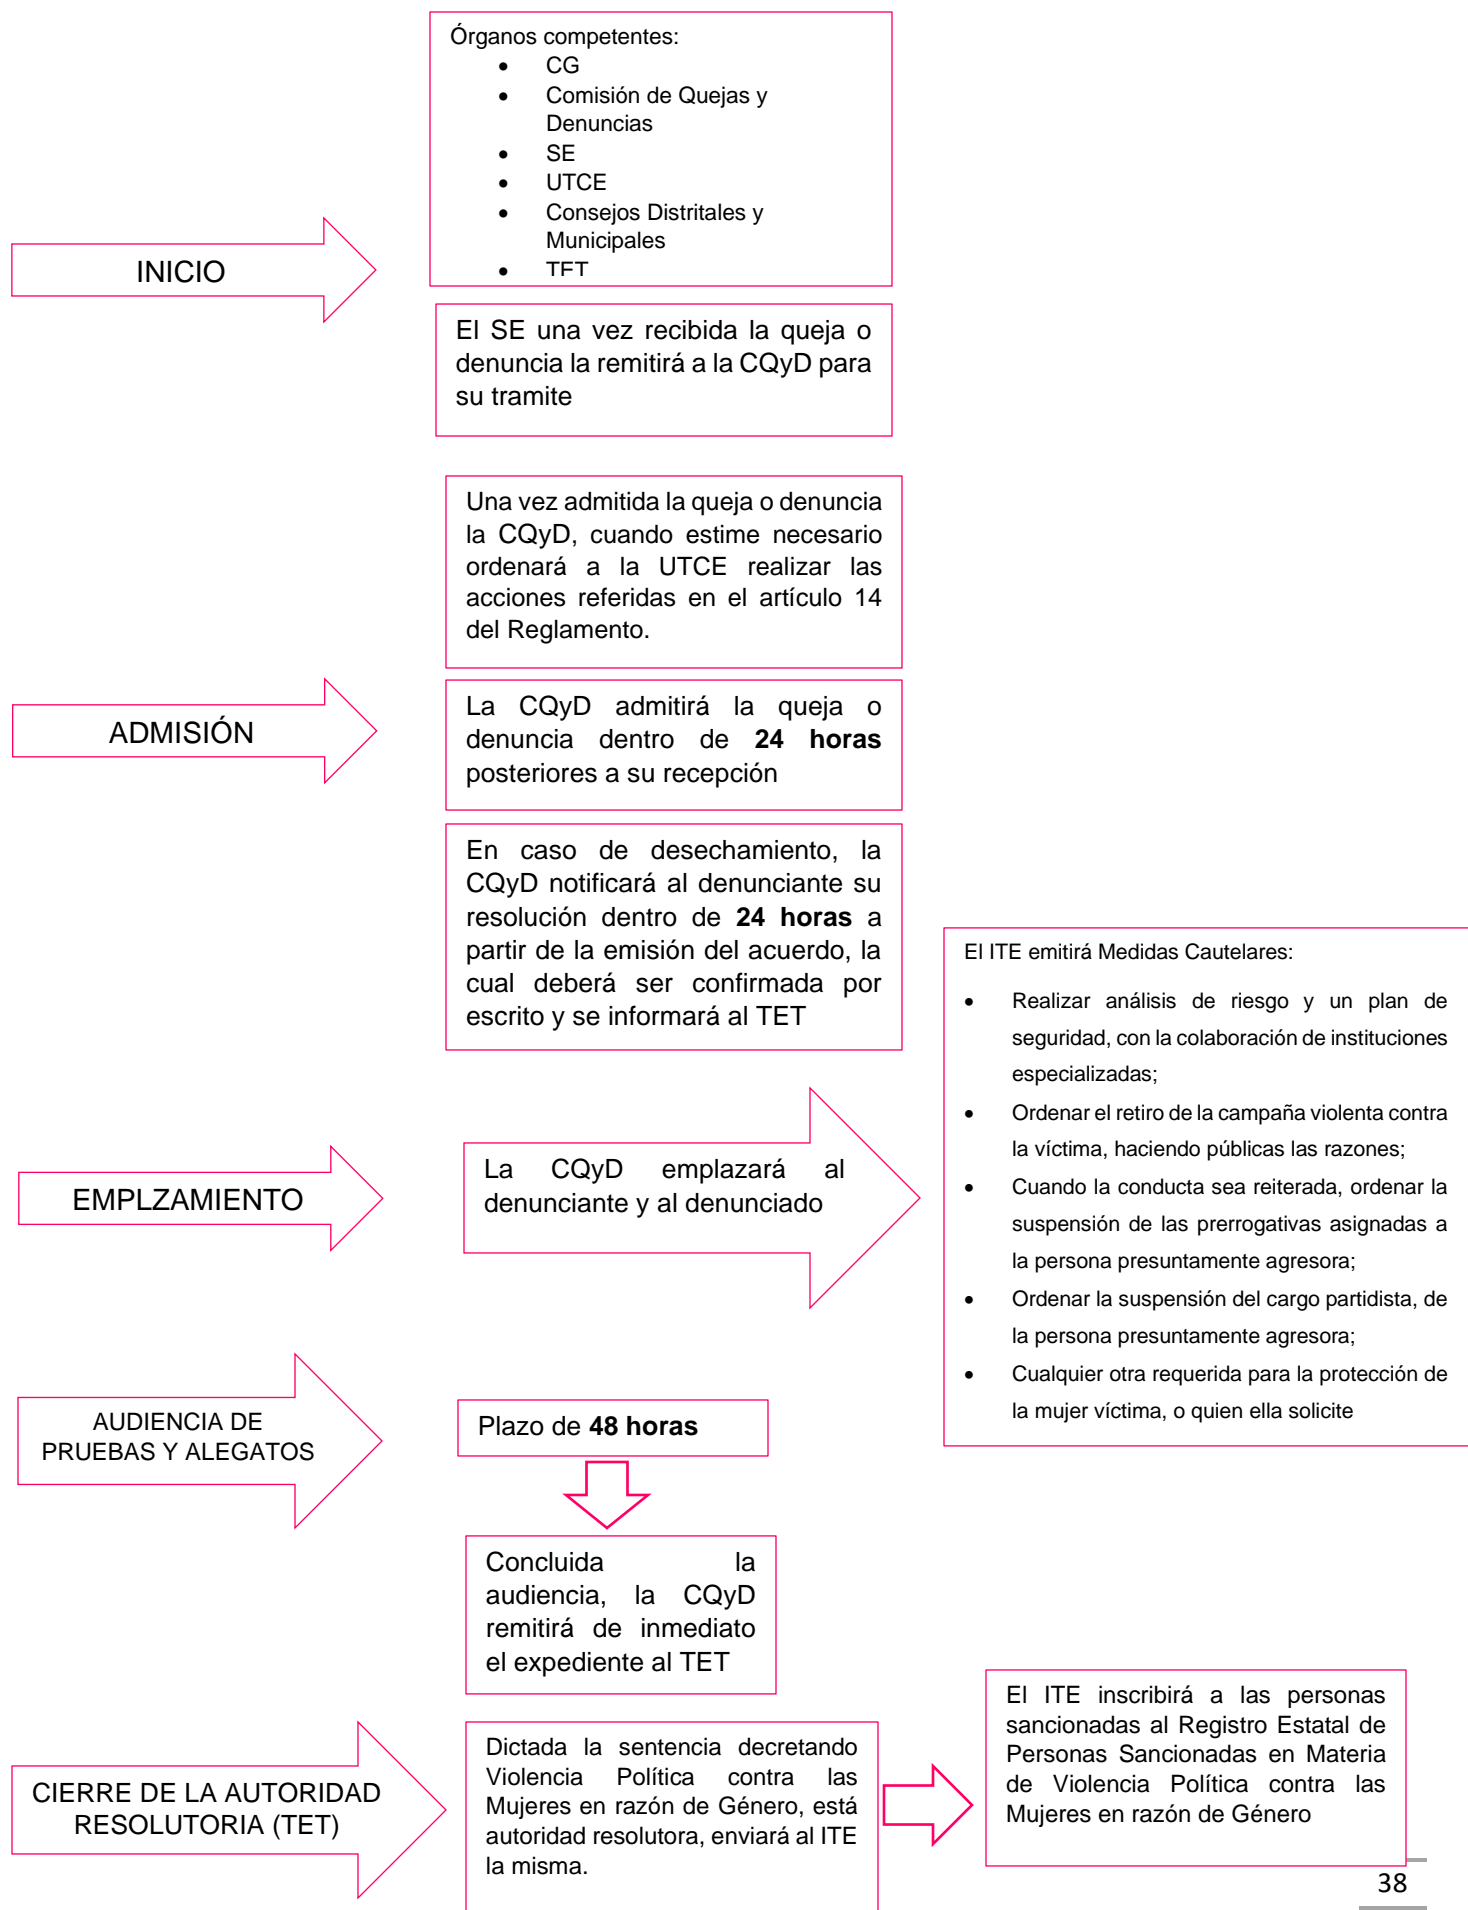 Órganos competentes:
• CG
• Comisión de Quejas y
Denuncias
• SE
• UTCE
• Consejos Distritales y
Municipales
• TET
INICIO
El SE una vez recibida la queja o
denuncia la remitirá a la CQyD para
su tramite
Una vez admitida la queja o denuncia
la CQyD, cuando estime necesario
ordenará a la UTCE realizar las
acciones referidas en el artículo 14
del Reglamento.
ADMISIÓN
La CQyD admitirá la queja o
denuncia dentro de 24 horas
posteriores a su recepción
En caso de desechamiento, la
CQyD notificará al denunciante su
resolución dentro de 24 horas a
partir de la emisión del acuerdo, la
cual deberá ser confirmada por
escrito y se informará al TET
EMPLZAMIENTO
La CQyD emplazará al
denunciante y al denunciado
El ITE emitirá Medidas Cautelares:
• Realizar análisis de riesgo y un plan de
seguridad, con la colaboración de instituciones
especializadas;
• Ordenar el retiro de la campaña violenta contra
la víctima, haciendo públicas las razones;
• Cuando la conducta sea reiterada, ordenar la
suspensión de las prerrogativas asignadas a
la persona presuntamente agresora;
• Ordenar la suspensión del cargo partidista, de
la persona presuntamente agresora;
• Cualquier otra requerida para la protección de
la mujer víctima, o quien ella solicite
AUDIENCIA DE
PRUEBAS Y ALEGATOS
Plazo de 48 horas
Concluida la
audiencia, la CQyD
remitirá de inmediato
el expediente al TET
CIERRE DE LA AUTORIDAD
RESOLUTORIA (TET)
Dictada la sentencia decretando
Violencia Política contra las
Mujeres en razón de Género, está
autoridad resolutora, enviará al ITE
la misma.
El ITE inscribirá a las personas
sancionadas al Registro Estatal de
Personas Sancionadas en Materia
de Violencia Política contra las
Mujeres en razón de Género
38